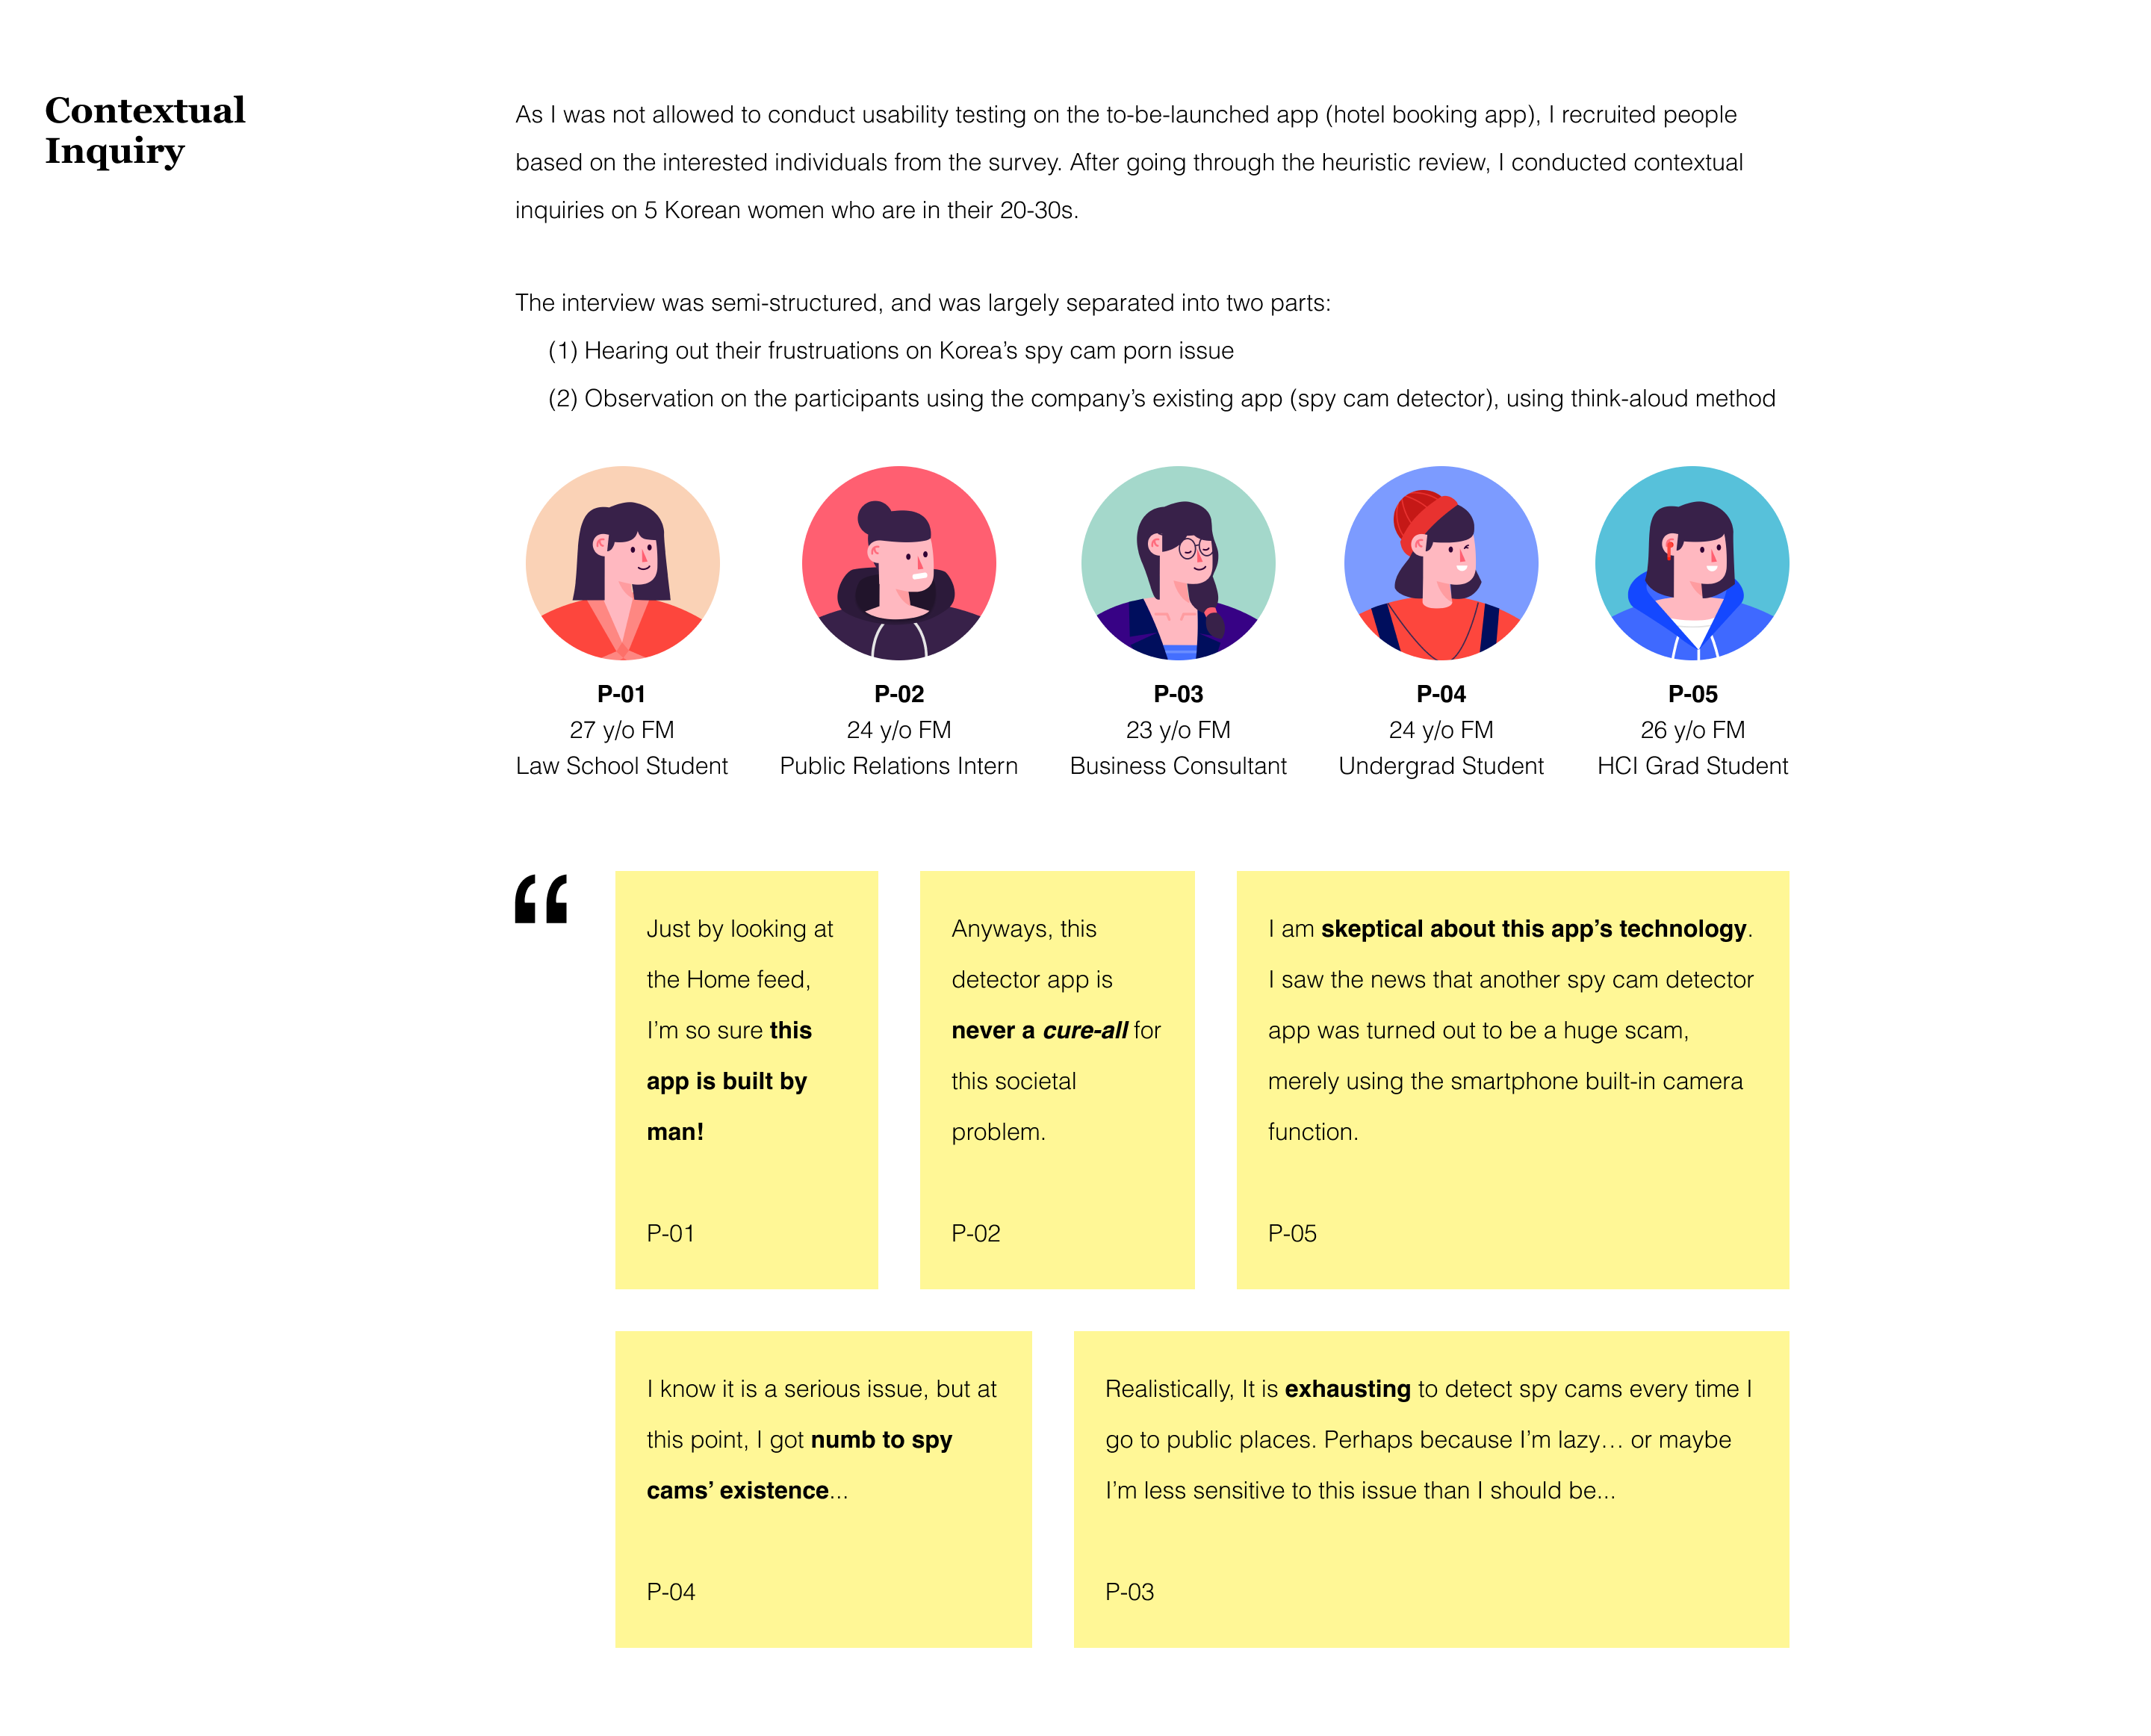 Contextual
Inquiry
As I was not allowed to conduct usability testing on the to-be-launched app (hotel booking app), I recruited people
based on the interested individuals from the survey. After going through the heuristic review, I conducted contextual
inquiries on 5 Korean women who are in their 20-30s.
The interview was semi-structured, and was largely separated into two parts:
(1) Hearing out their frustruations on Korea’s spy cam porn issue
(2) Observation on the participants using the company’s existing app (spy cam detector), using think-aloud method
P-01
27 y/o FM
Law School Student
P-02
24 y/o FM
Public Relations Intern
P-03
23 y/o FM
Business Consultant
P-04
24 y/o FM
Undergrad Student
P-05
26 y/o FM
HCI Grad Student
“
Just by looking at
the Home feed,
I’m so sure this
app is built by
man!
P-01
Anyways, this
detector app is
never a cure-all for
this societal
problem.
P-02
I am skeptical about this app’s technology.
I saw the news that another spy cam detector
app was turned out to be a huge scam,
merely using the smartphone built-in camera
function.
P-05
I know it is a serious issue, but at
this point, I got numb to spy
cams’ existence...
P-04
Realistically, It is exhausting to detect spy cams every time I
go to public places. Perhaps because I’m lazy… or maybe
I’m less sensitive to this issue than I should be...
P-03